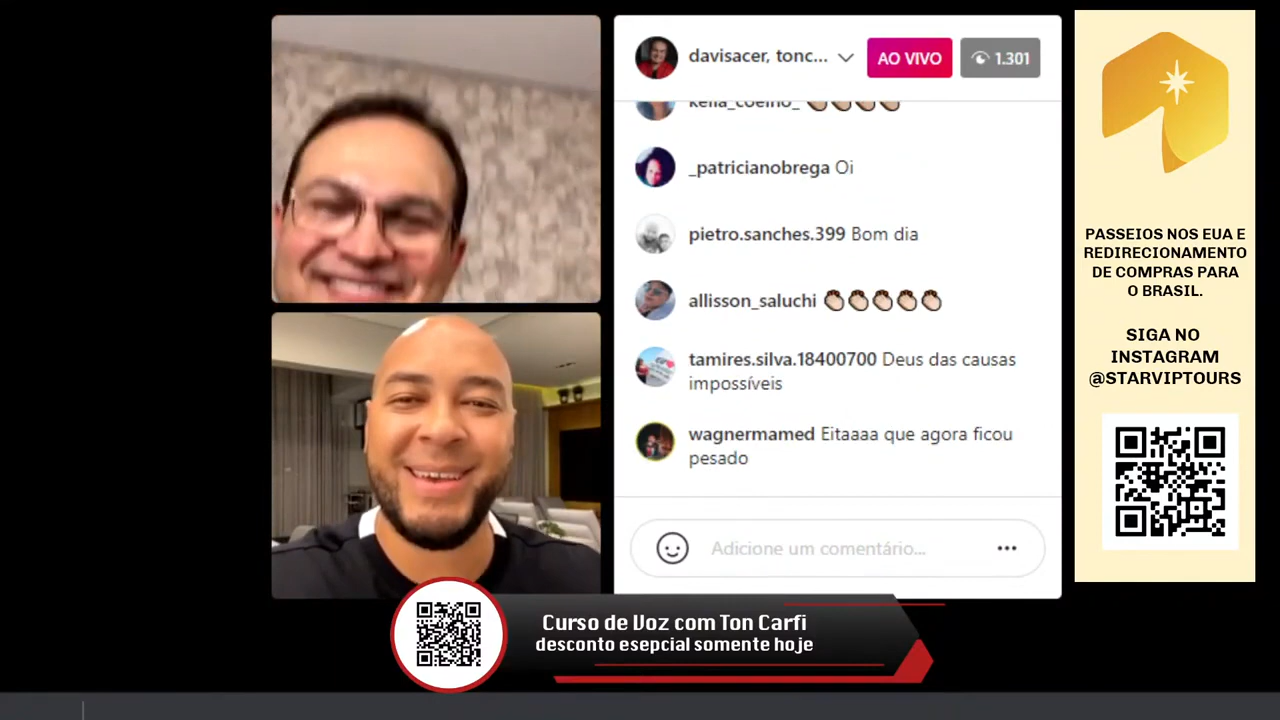 davisacer, tonc...
AO VIVO
1.301
kelia_coelho_
_patricianobrega Oi
pietro.sanches.399 Bom dia
allisson_saluchi
tamires.silva.18400700 Deus das causas
impossíveis
wagnermamed Eitaaaa que agora ficou
pesado
Adicione um comentário...
PASSEIOS NOS EUA E
REDIRECIONAMENTO
DE COMPRAS PARA
O BRASIL.
SIGA NO
INSTAGRAM
@STARVIPTOURS
Curso de Voz com Ton Carfi
desconto esepcial somente hoje